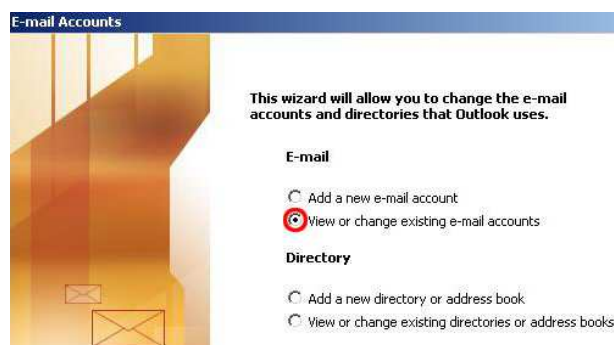 E-mail Accounts
This wizard will allow you to change the e-mail
accounts and directories that Outlook uses.
E-mail
Add a new e-mail account
View or change existing e-mail accounts
Directory
Add a new directory or address book
View or change existing directories or address books